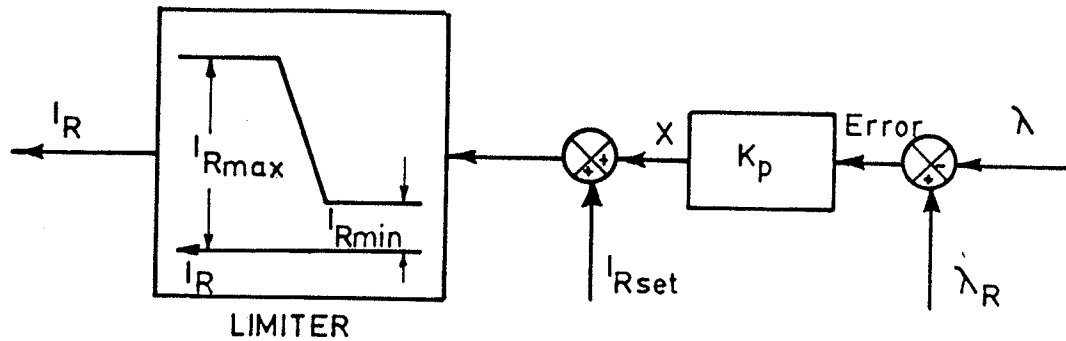 I_R
I_Rmax
I_Rmin
I_R
LIMITER
X
I_Rset
K_p
Error
λ
λ_R